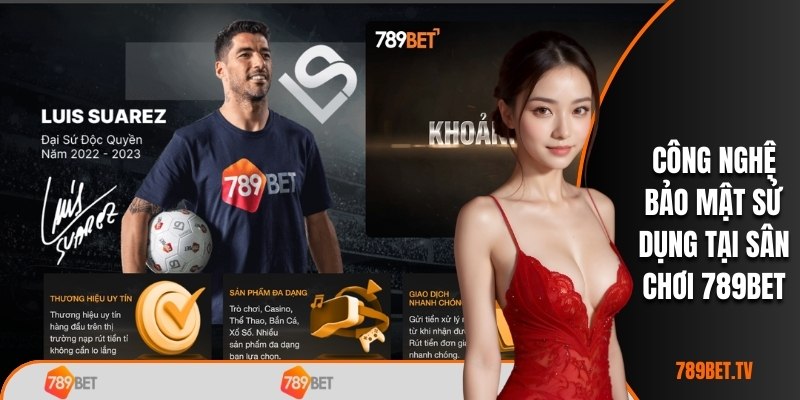 789BET
LUIS SUAREZ
Đại Sứ Độc Quyền
Năm 2022 - 2023
LUIS
SUAREZ
789BET
LS
THƯƠNG HIỆU UY TÍN
Thương hiệu uy tín
hàng đầu trên thị
trường nạp rút tiền tỉ
không cần lo lắng
SẢN PHẨM ĐA DẠNG
Trò chơi, Casino,
Thể Thao, Bắn Cá,
Xổ Số. Nhiều
sản phẩm đa dạng
bạn lựa chọn.
GIAO DỊCH
NHANH CHÓNG
Gửi tiền xử lý
từ khi nhận
Rút tiền đơn
nhanh chóng.
789BET
789BET
CÔNG NGHỆ
BẢO MẬT SỬ
DỤNG TẠI SÂN
CHƠI 789BET
789BET.TV